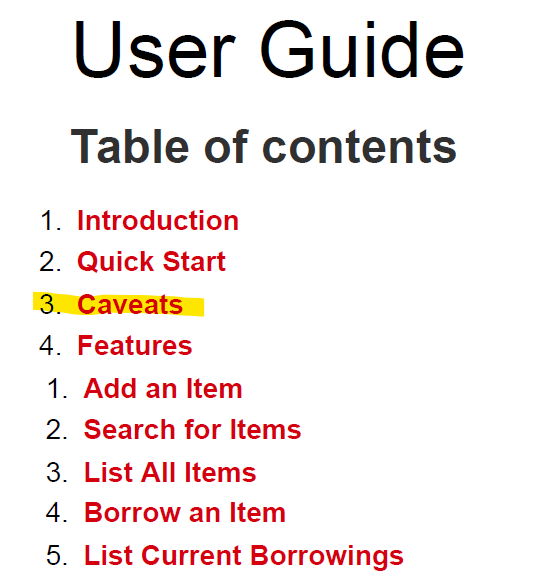 User Guide
Table of contents
1. Introduction
2. Quick Start
3. Caveats
4. Features
1. Add an Item
2. Search for Items
3. List All Items
4. Borrow an Item
5. List Current Borrowings